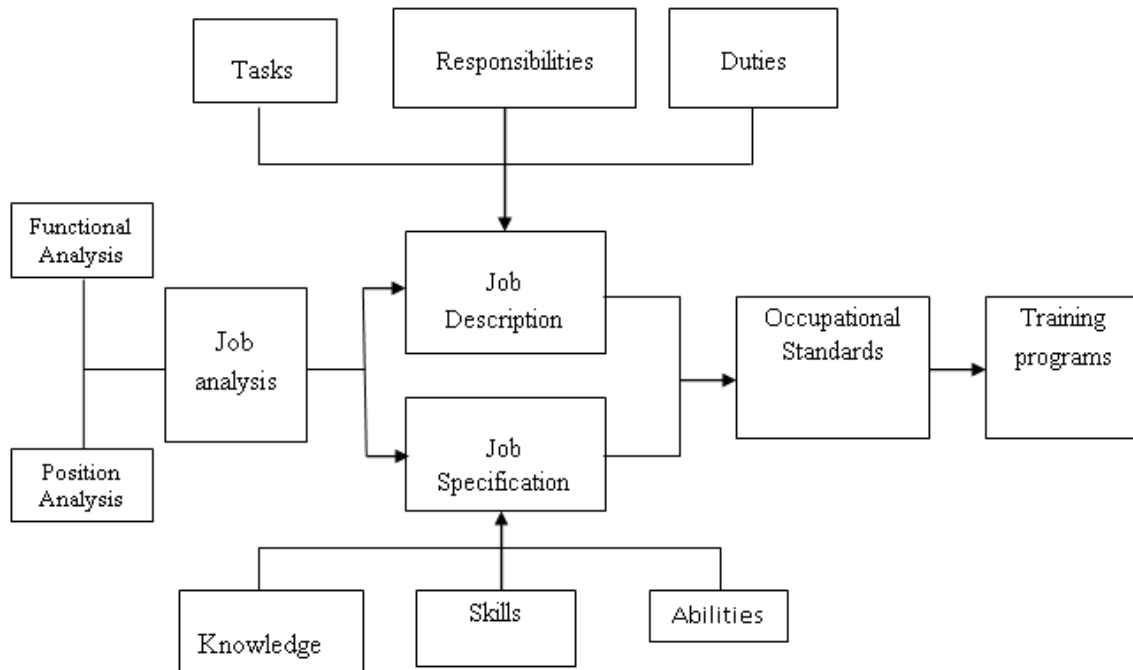 Tasks
Responsibilities
Duties
Functional
Analysis
Job
Description
Job
analysis
Occupational
Standards
Training
programs
Position
Analysis
Job
Specification
Knowledge
Skills
Abilities